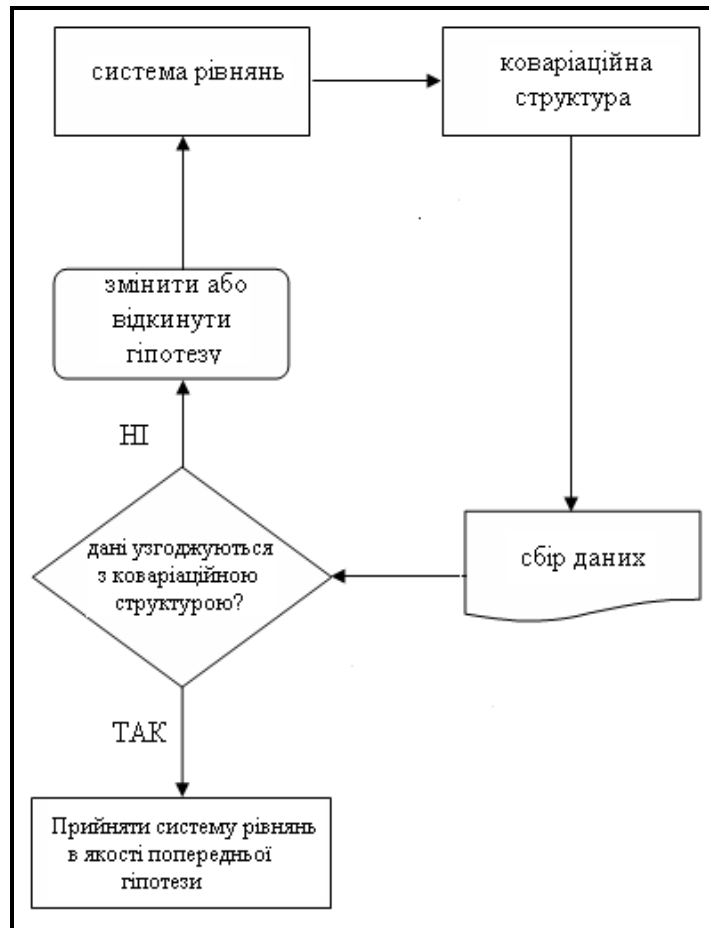 система рівнянь
коваріаційна
структура
змінити або
відкинути
гіпотезу
НІ
дані узгоджуються
з коваріаційною
структурою?
сбір даних
ТАК
Прийняти систему рівнянь
в якості попередньої
гіпотези